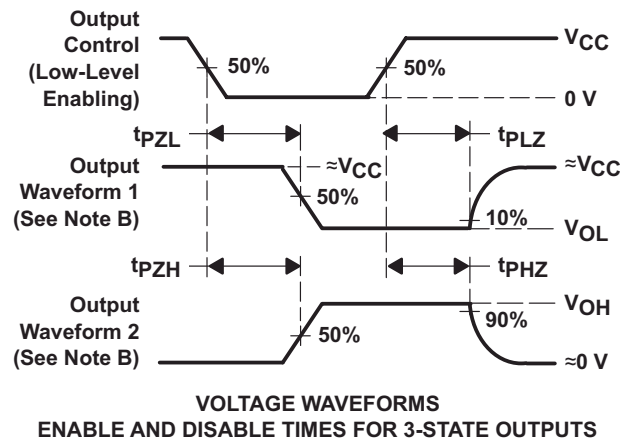 Output
Control
(Low-Level
Enabling)
50%
50%
VCC
0 V
tPZL
tPLZ
Output
Waveform 1
(See Note B)
≈VCC
50%
≈VCC
10%
VOL
tPZH
tPHZ
Output
Waveform 2
(See Note B)
50%
VOH
90%
≈0 V
VOLTAGE WAVEFORMS
ENABLE AND DISABLE TIMES FOR 3-STATE OUTPUTS